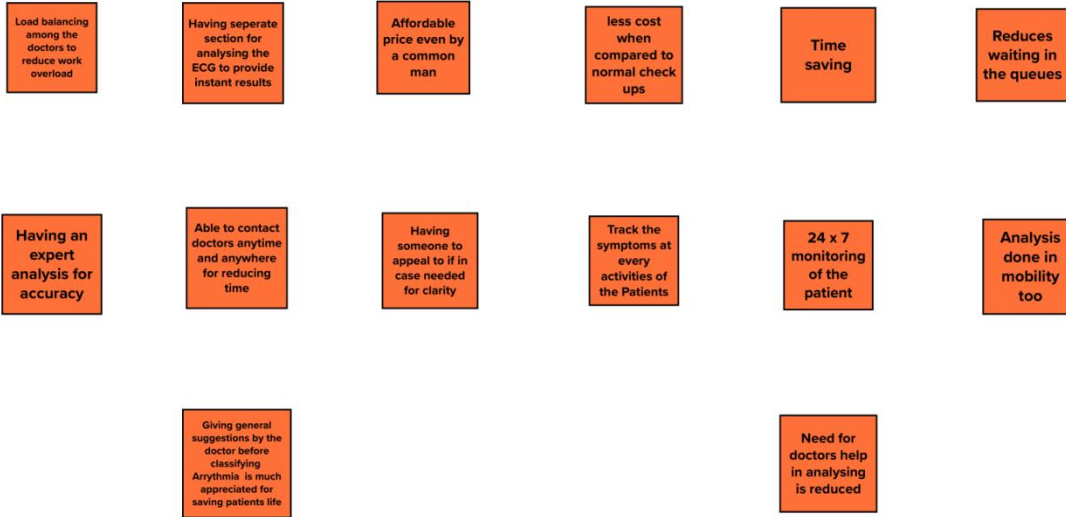 Load balancing
among the
doctors to
reduce work
overload
Having seperate
section for
analysing the
ECG to provide
instant results
Affordable
price even by
a common
man
less cost
when
compared to
normal check
ups
Time
saving
Reduces
waiting in
the queues
Having an
expert
analysis for
accuracy
Able to contact
doctors anytime
and anywhere
for reducing
time
Having
someone to
appeal to if in
case needed
for clarity
Track the
symptoms at
every
activities of
the Patients
24 x 7
monitoring
of the
patient
Analysis
done in
mobility
too
Giving general
suggestions by the
doctor before
classifying
Arrythmia is much
appreciated for
saving patients life
Need for
doctors help
in analysing
is reduced